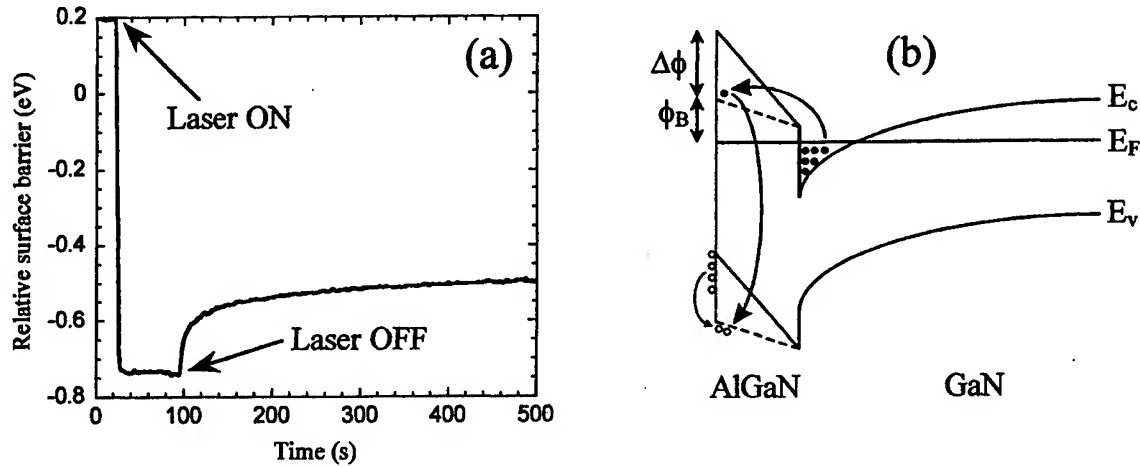 (a)
Relative surface barrier (eV)
0.2
0
-0.2
-0.4
-0.6
-0.8
Laser ON
Laser OFF
0 100 200 300 400 500
Time (s)
(b)
Δϕ
ϕB
Ec
EF
Ev
AlGaN GaN